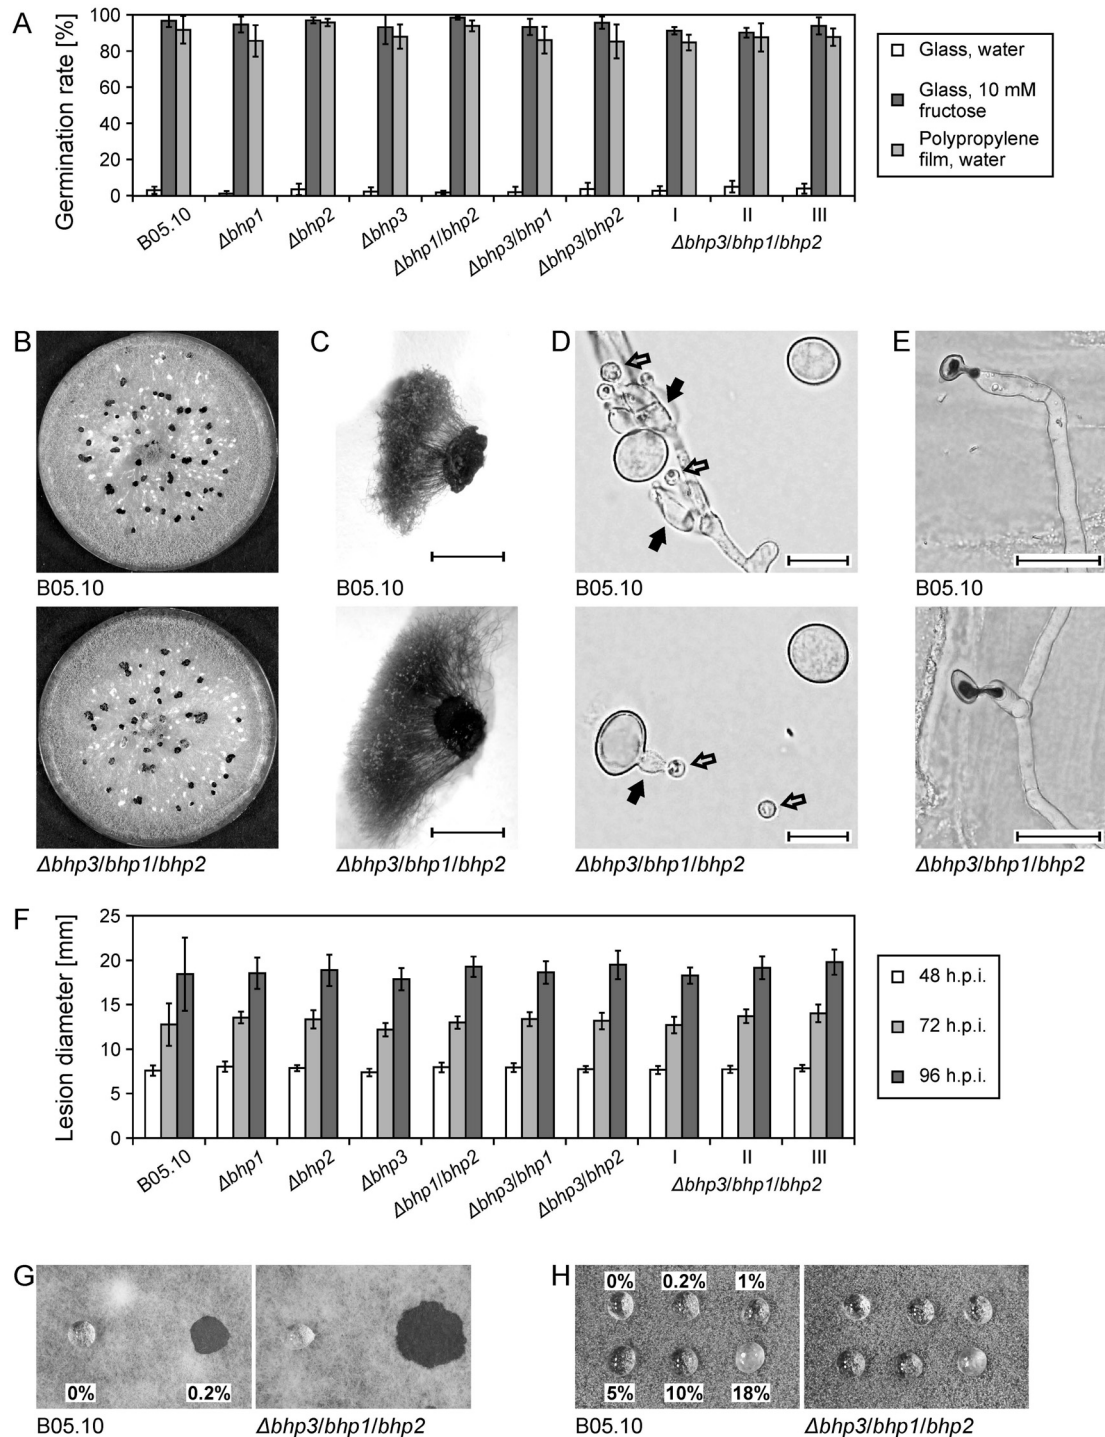 A
Germination rate [%]
100
80
60
40
20
0
B05.10
Δbhp1
Δbhp2
Δbhp3
Δbhp1/bhp2
Δbhp3/bhp1
Δbhp3/bhp2
I
II
III
Δbhp3/bhp1/bhp2
Glass, water
Glass, 10 mM
fructose
Polypropylene
film, water
B
B05.10
Δbhp3/bhp1/bhp2
C
B05.10
Δbhp3/bhp1/bhp2
D
B05.10
Δbhp3/bhp1/bhp2
E
B05.10
Δbhp3/bhp1/bhp2
F
Lesion diameter [mm]
25
20
15
10
5
0
B05.10
Δbhp1
Δbhp2
Δbhp3
Δbhp1/bhp2
Δbhp3/bhp1
Δbhp3/bhp2
I
II
III
Δbhp3/bhp1/bhp2
48 h.p.i.
72 h.p.i.
96 h.p.i.
G
0%
0.2%
B05.10
Δbhp3/bhp1/bhp2
H
0%
0.2%
1%
5%
10%
18%
B05.10
Δbhp3/bhp1/bhp2